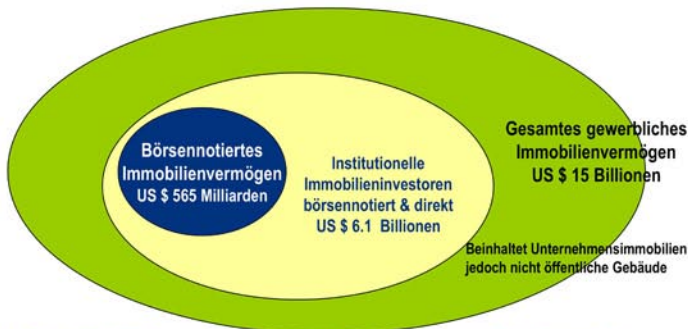 Börsennotiertes
Immobilienvermögen
US $ 565 Milliarden
Institutionelle
Immobilieninvestoren
börsennotiert & direkt
US $ 6.1 Billionen
Gesamtes gewerbliches
Immobilienvermögen
US $ 15 Billionen
Beinhaltet Unternehmensimmobilien
jedoch nicht öffentliche Gebäude